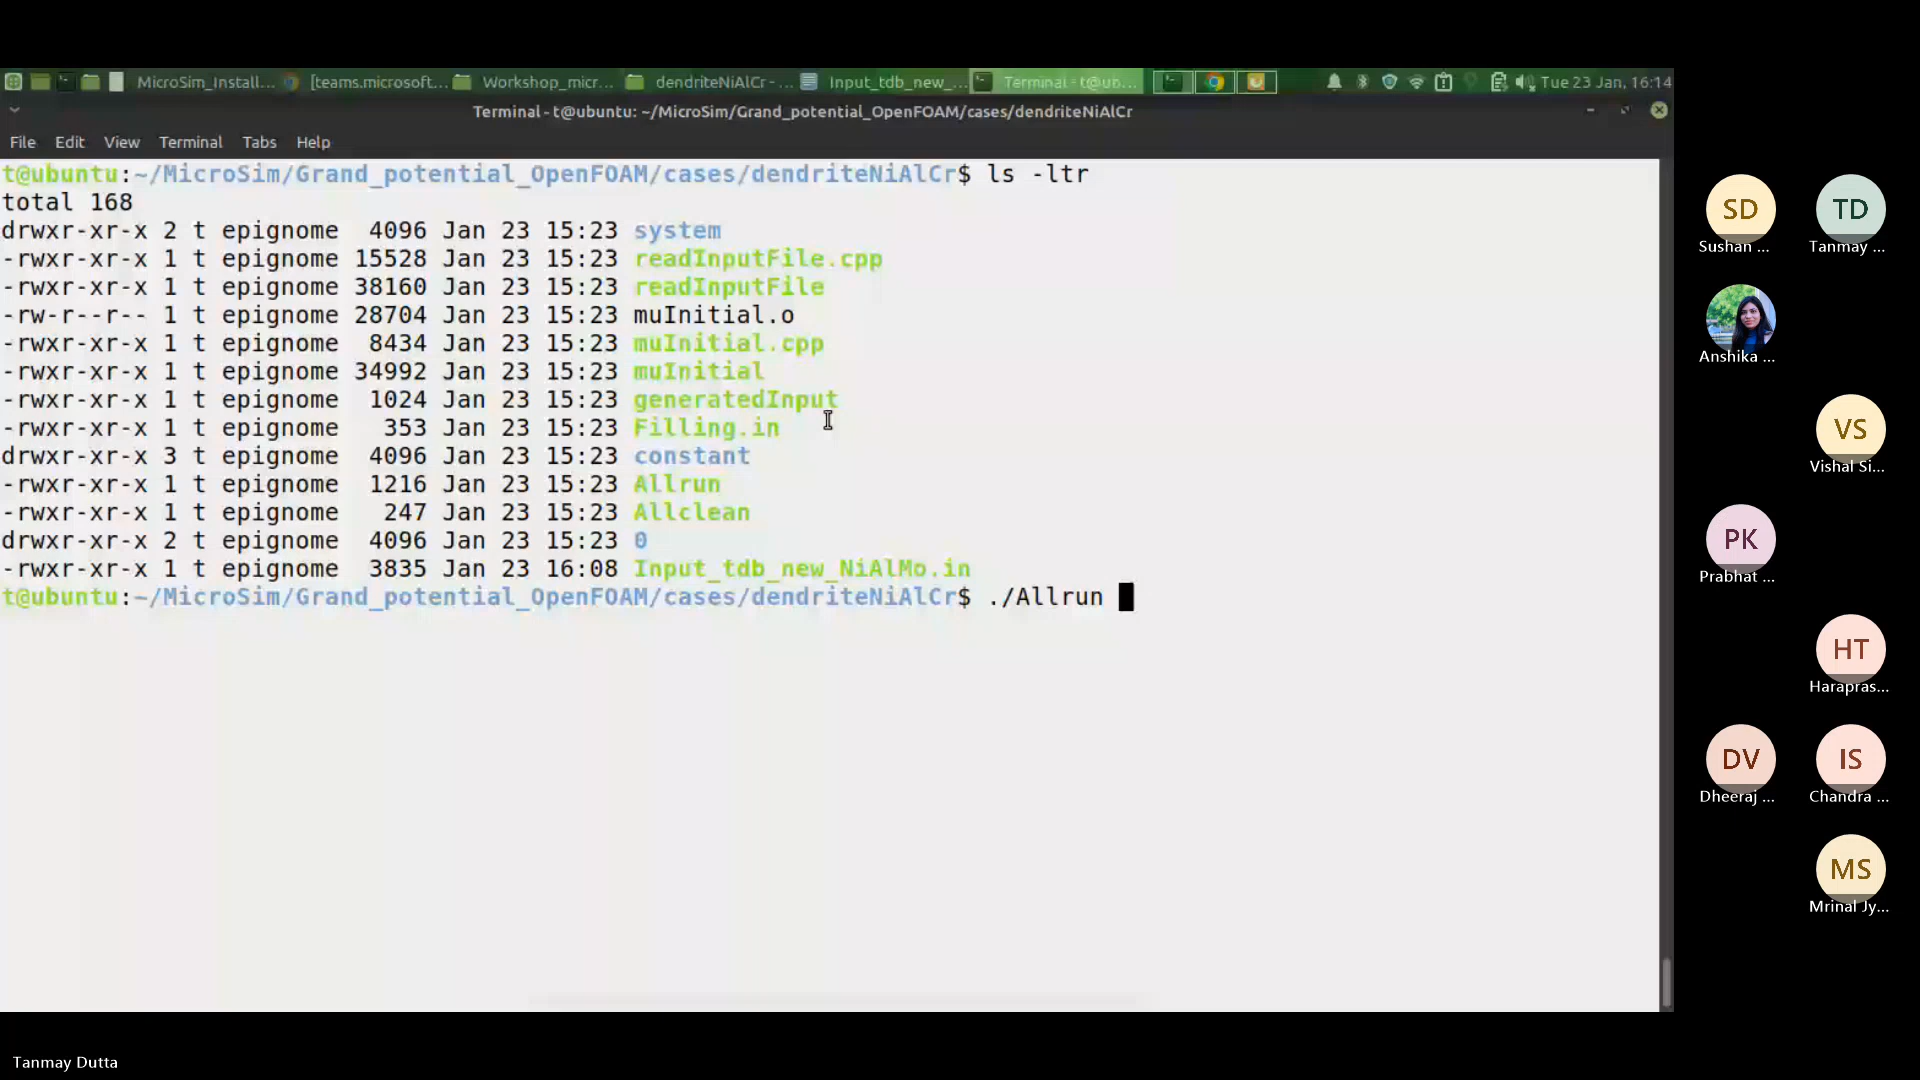 MicroSim_Install... [teams.microsoft... Workshop_micr... dendriteNiAlCr - ... Input_tdb_new_... Terminal - t@ub... Tue 23 Jan, 16:14
Terminal - t@ubuntu: ~/MicroSim/Grand_potential_OpenFOAM/cases/dendriteNiAlCr
File Edit View Terminal Tabs Help
t@ubuntu:~/MicroSim/Grand_potential_OpenFOAM/cases/dendriteNiAlCr$ ls -ltr
total 168
drwxr-xr-x 2 t epignome  4096 Jan 23 15:23 system
-rwxr-xr-x 1 t epignome 15528 Jan 23 15:23 readInputFile.cpp
-rwxr-xr-x 1 t epignome 38160 Jan 23 15:23 readInputFile
-rw-r--r-- 1 t epignome 28704 Jan 23 15:23 muInitial.o
-rwxr-xr-x 1 t epignome  8434 Jan 23 15:23 muInitial.cpp
-rwxr-xr-x 1 t epignome 34992 Jan 23 15:23 muInitial
-rwxr-xr-x 1 t epignome  1024 Jan 23 15:23 generatedInput
-rwxr-xr-x 1 t epignome   353 Jan 23 15:23 Filling.in
drwxr-xr-x 3 t epignome  4096 Jan 23 15:23 constant
-rwxr-xr-x 1 t epignome  1216 Jan 23 15:23 Allrun
-rwxr-xr-x 1 t epignome   247 Jan 23 15:23 Allclean
drwxr-xr-x 2 t epignome  4096 Jan 23 15:23 0
-rwxr-xr-x 1 t epignome  3835 Jan 23 16:08 Input_tdb_new_NiAlMo.in
t@ubuntu:~/MicroSim/Grand_potential_OpenFOAM/cases/dendriteNiAlCr$ ./Allrun
SD TD
Sushan ... Tanmay ...
Anshika ...
VS
Vishal Si...
PK
Prabhat ...
HT
Harapras...
DV IS
Dheeraj ... Chandra ...
MS
Mrinal Jy...
Tanmay Dutta